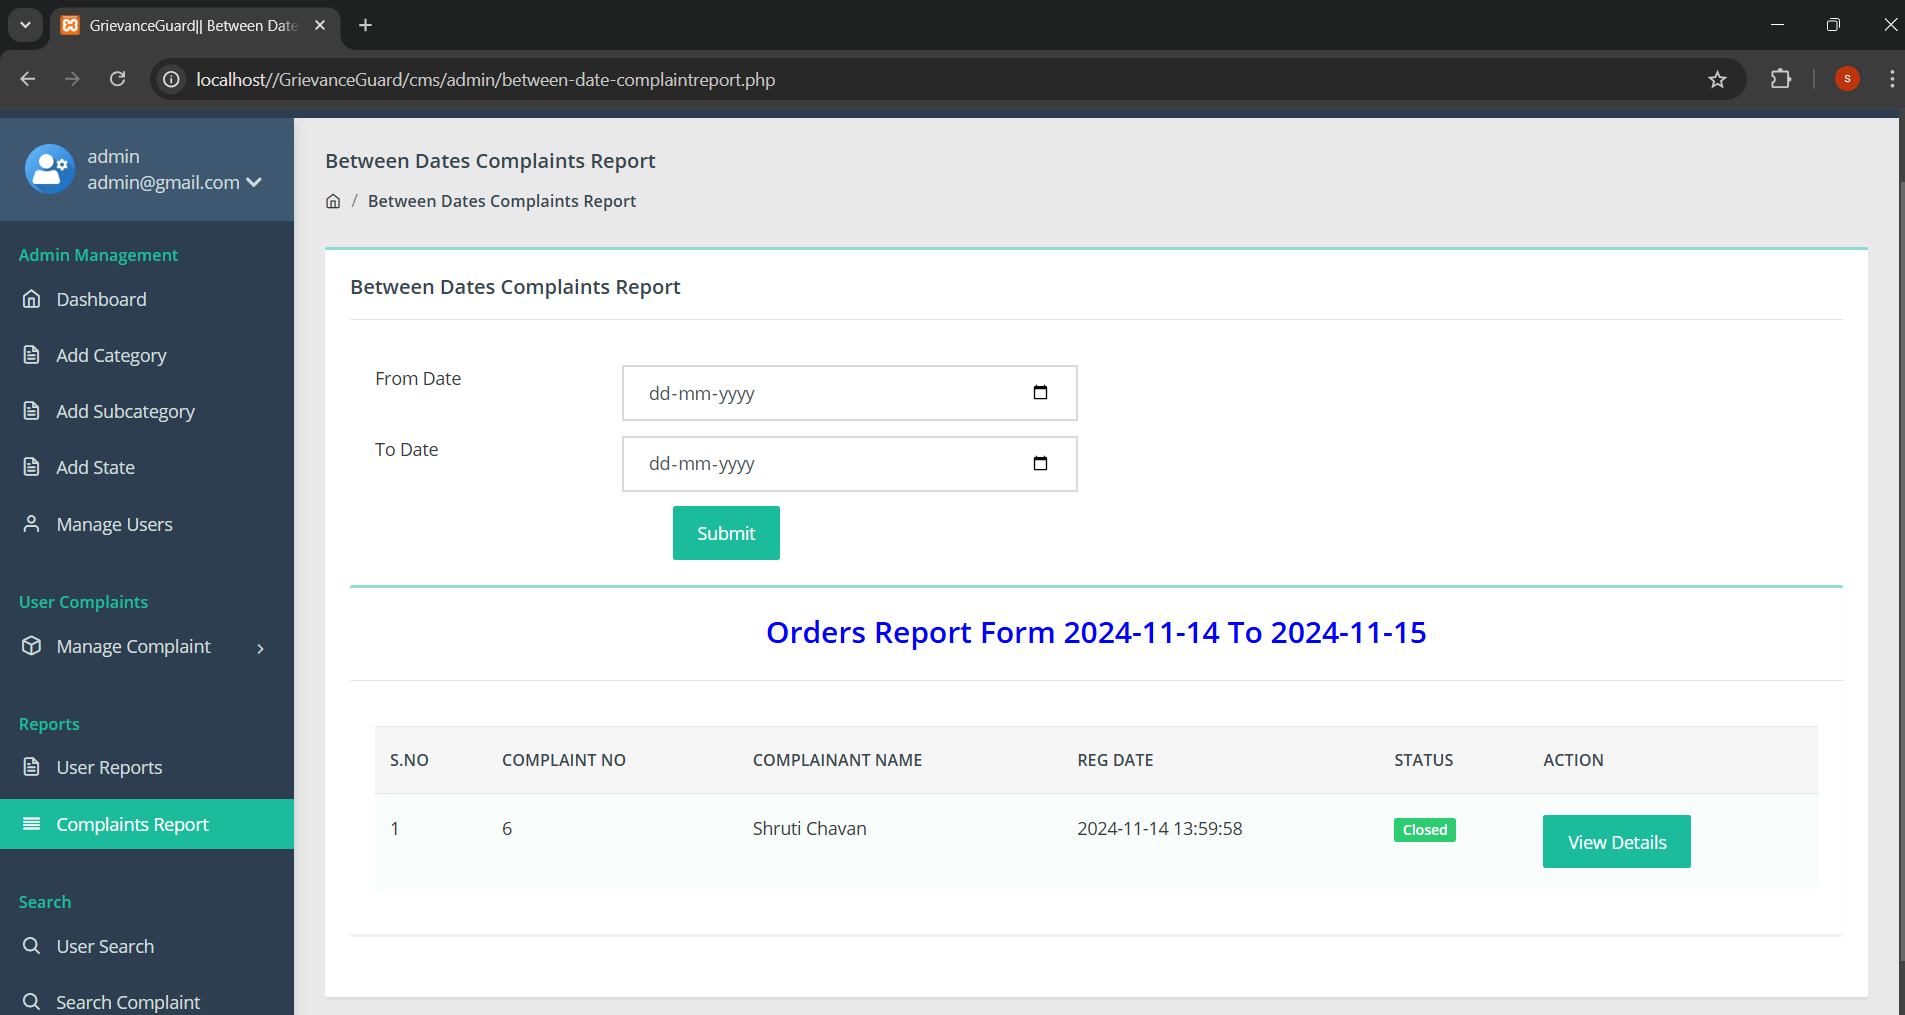 GrievanceGuard|| Between Date
localhost//GrievanceGuard/cms/admin/between-date-complaintreport.php
S
admin
admin@gmail.com
Admin Management
Dashboard
Add Category
Add Subcategory
Add State
Manage Users
User Complaints
Manage Complaint
Reports
User Reports
Complaints Report
Search
User Search
Search Complaint
Between Dates Complaints Report
/ Between Dates Complaints Report
Between Dates Complaints Report
From Date dd-mm-yyyy
To Date dd-mm-yyyy
Submit
Orders Report Form 2024-11-14 To 2024-11-15
S.NO COMPLAINT NO COMPLAINANT NAME REG DATE STATUS ACTION
1 6 Shruti Chavan 2024-11-14 13:59:58 Closed View Details